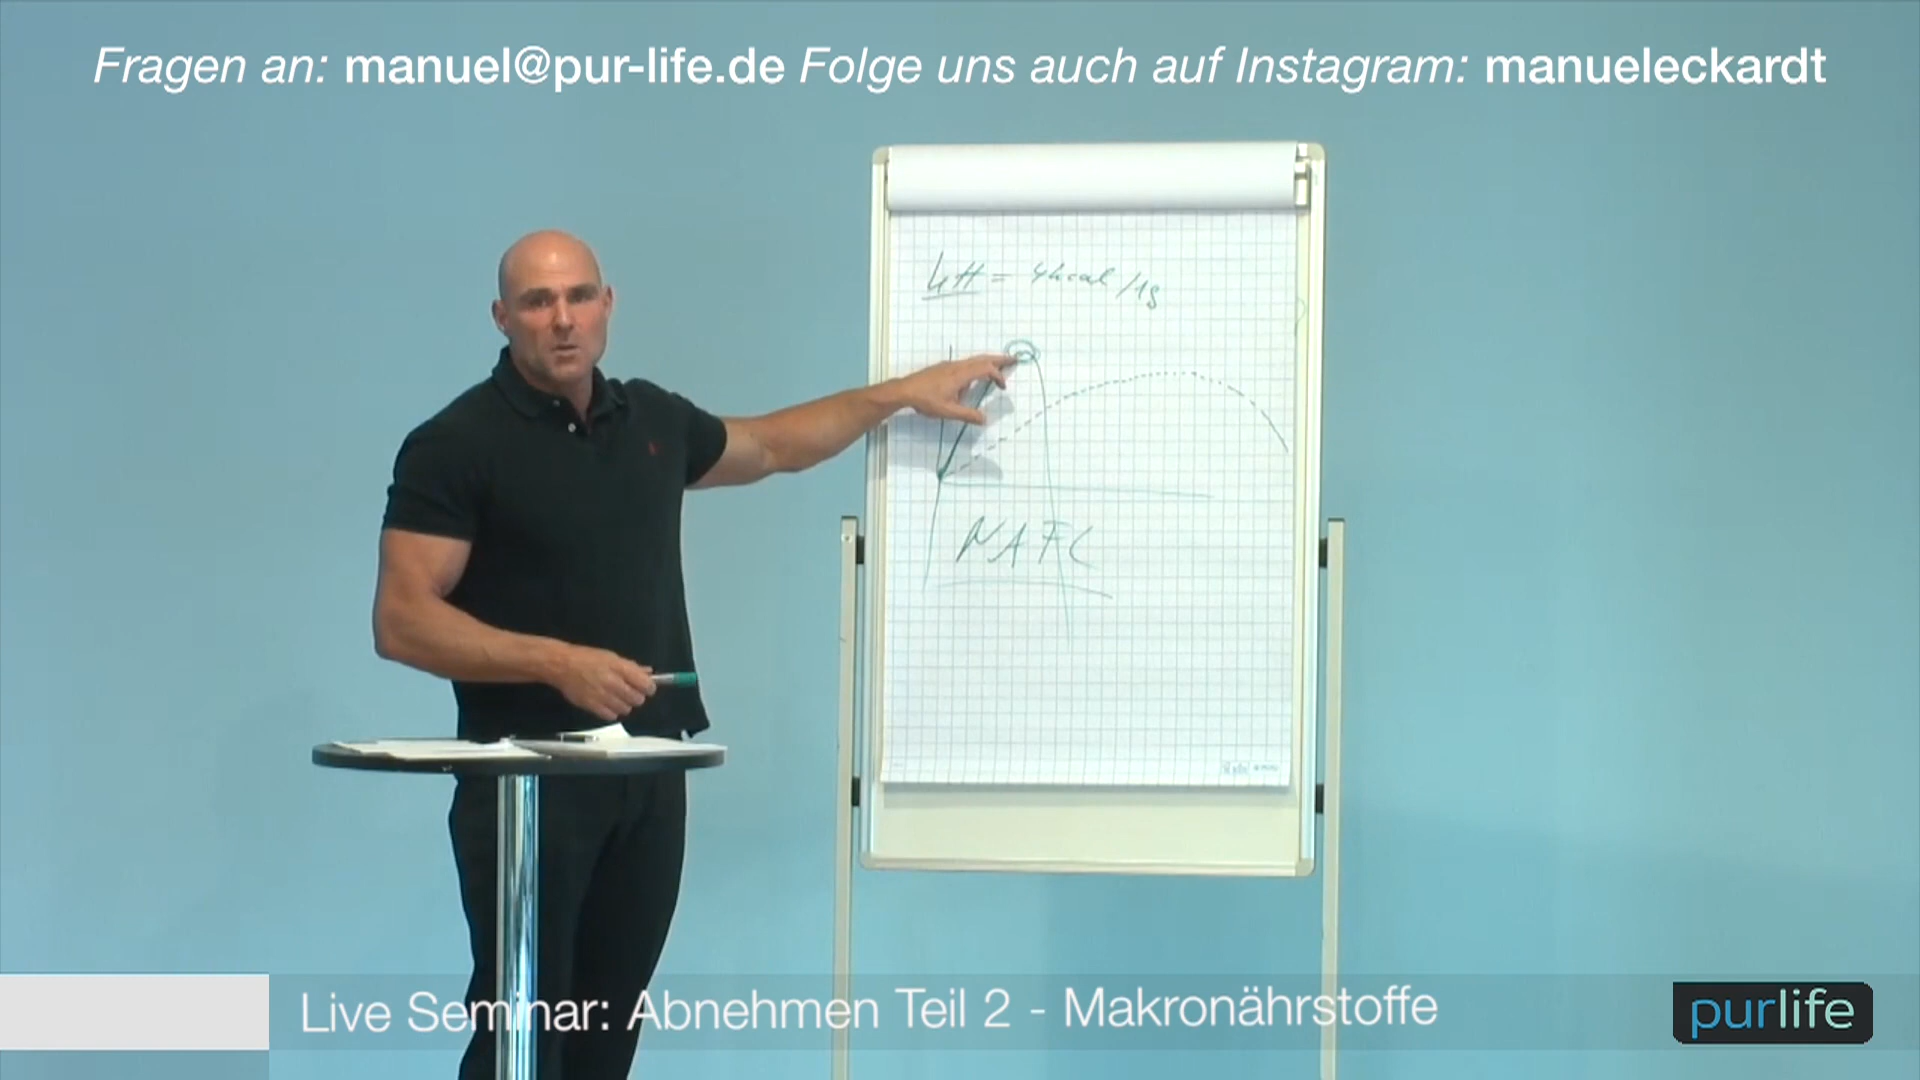 Fragen an: manuel@pur-life.de Folge uns auch auf Instagram: manueleckardt
KH = 4kcal /1g
NAFL
Live Seminar: Abnehmen Teil 2 - Makronährstoffe
purlife